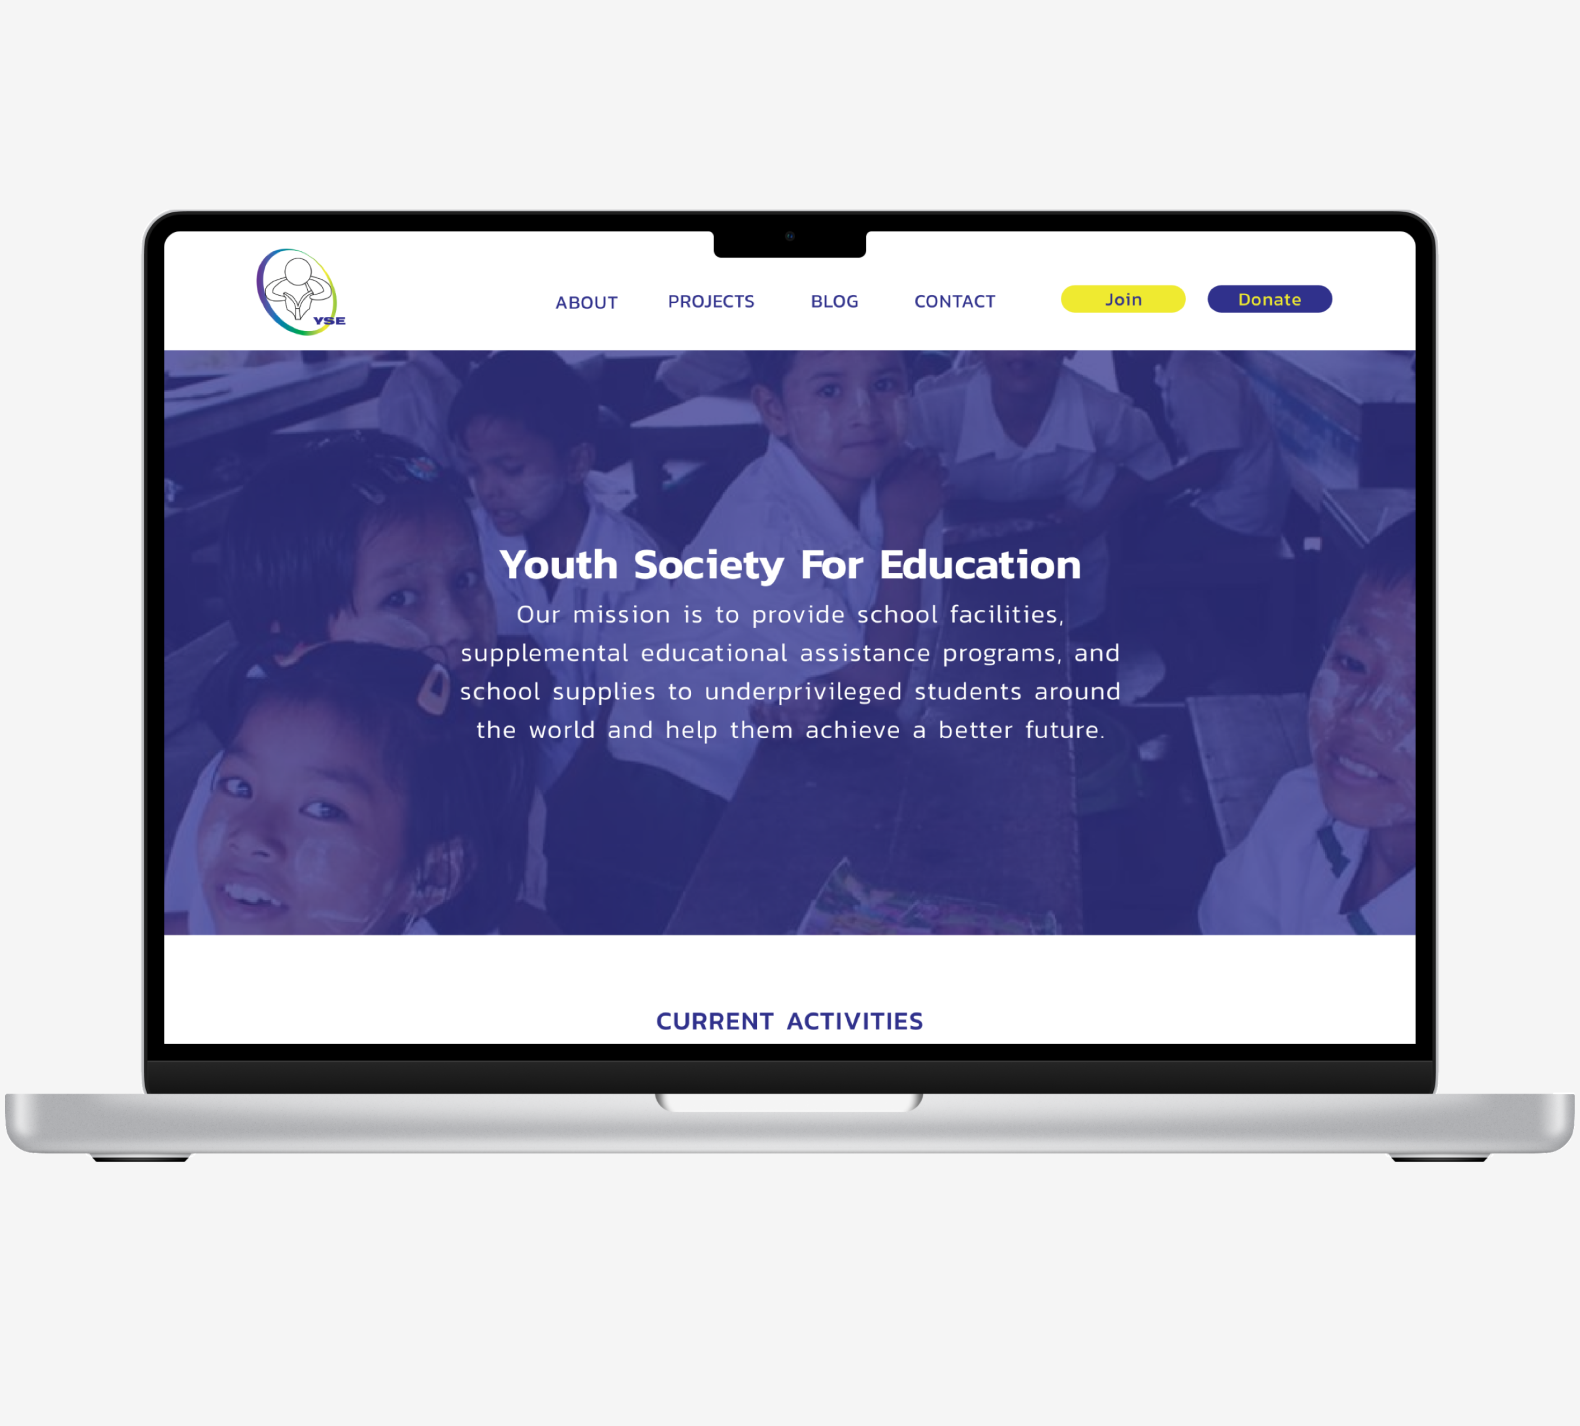 YSE
ABOUT
PROJECTS
BLOG
CONTACT
Join
Donate
Youth Society For Education
Our mission is to provide school facilities,
supplemental educational assistance programs, and
school supplies to underprivileged students around
the world and help them achieve a better future.
CURRENT ACTIVITIES